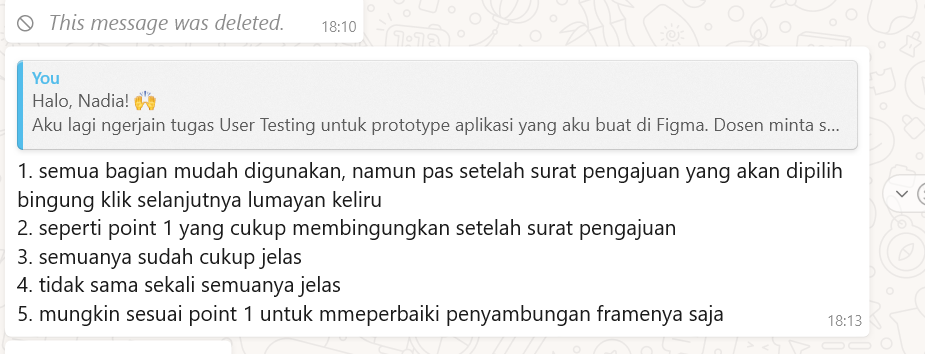 This message was deleted. 18:10
You
Halo, Nadia! 🙌
Aku lagi ngerjain tugas User Testing untuk prototype aplikasi yang aku buat di Figma. Dosen minta s...
1. semua bagian mudah digunakan, namun pas setelah surat pengajuan yang akan dipilih
bingung klik selanjutnya lumayan keliru
2. seperti point 1 yang cukup membingungkan setelah surat pengajuan
3. semuanya sudah cukup jelas
4. tidak sama sekali semuanya jelas
5. mungkin sesuai point 1 untuk mmeperbaiki penyambungan framenya saja
18:13